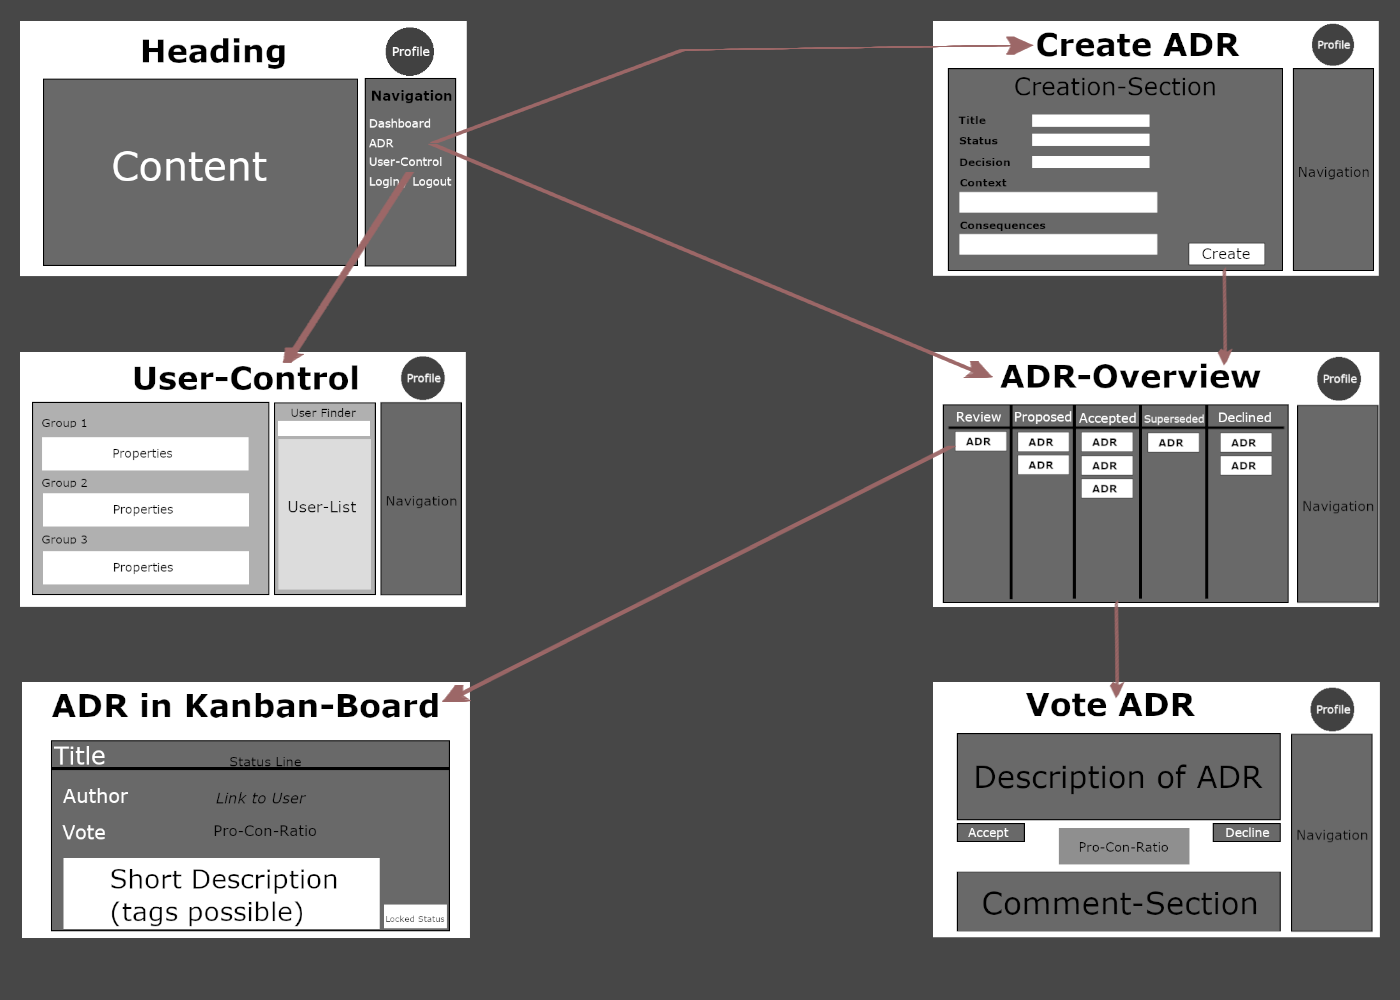 Heading
Profile
Content
Navigation
Dashboard
ADR
User-Control
Login Logout
Create ADR
Profile
Creation-Section
Title
Status
Decision
Context
Consequences
Create
Navigation
User-Control
Profile
Group 1
Properties
Group 2
Properties
Group 3
Properties
User Finder
User-List
Navigation
ADR-Overview
Profile
Review Proposed Accepted Superseded Declined
ADR ADR ADR ADR ADR
ADR ADR ADR
ADR
Navigation
ADR in Kanban-Board
Title Status Line
Author Link to User
Vote Pro-Con-Ratio
Short Description
(tags possible)
Locked Status
Vote ADR
Profile
Description of ADR
Accept Decline
Pro-Con-Ratio
Comment-Section
Navigation